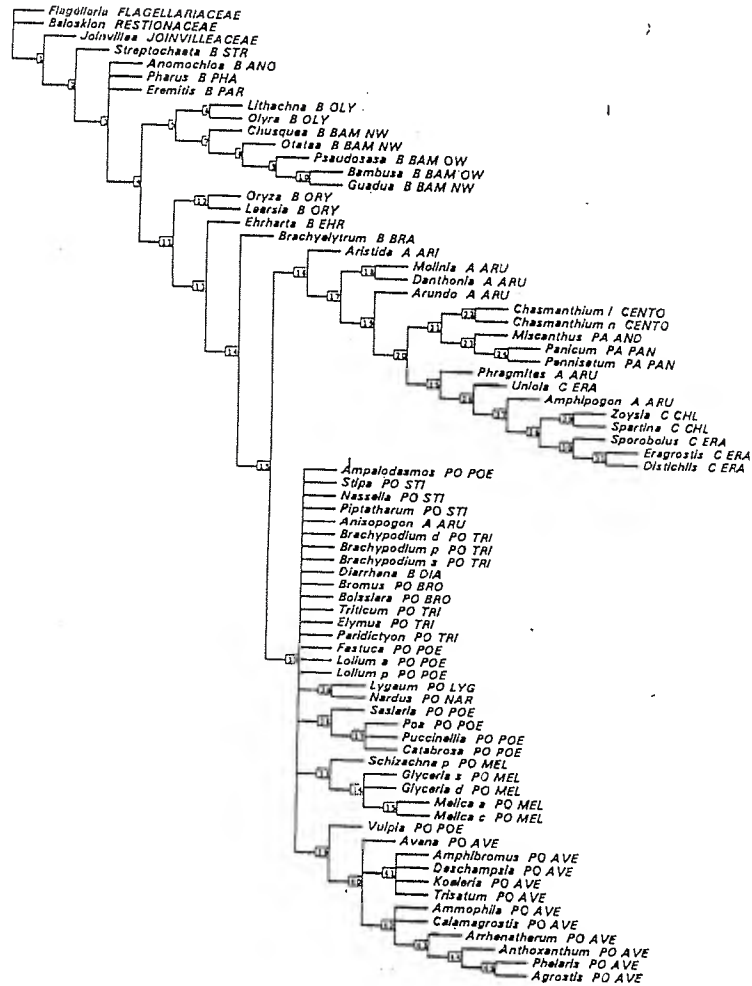 Flagellaria FLAGELLARIACEAE
Baloskion RESTIONACEAE
Joinvillea JOINVILLEACEAE
Streptochaeta B STR
Anomochloa B ANO
Pharus B PHA
Eremitis B PAR
Lithachna B OLY
Olyra B OLY
Chusquea B BAM NW
Otatea B BAM NW
Pseudosasa B BAM OW
Bambusa B BAM OW
Guadua B BAM NW
Oryza B ORY
Leersia B ORY
Ehrharta B EHR
Brachyelytrum B BRA
Aristida A ARI
Molinia A ARU
Danthonia A ARU
Arundo A ARU
Chasmanthium l CENTO
Chasmanthium n CENTO
Miscanthus PA AND
Panicum PA PAN
Pennisetum PA PAN
Phragmites A ARU
Uniola C ERA
Amphipogon A ARU
Zoysia C CHL
Spartina C CHL
Sporobolus C ERA
Eragrostis C ERA
Distichlis C ERA
Ampelodesmos PO POE
Stipa PO STI
Nassella PO STI
Piptatharum PO STI
Anisopogon A ARU
Brachypodium d PO TRI
Brachypodium p PO TRI
Brachypodium s PO TRI
Diarrhena B DIA
Bromus PO BRO
Boissiera PO BRO
Triticum PO TRI
Elymus PO TRI
Peridictyon PO TRI
Festuca PO POE
Lolium a PO POE
Lolium p PO POE
Lygeum PO LYG
Nardus PO NAR
Sesleria PO POE
Poa PO POE
Puccinellia PO POE
Catabrosa PO POE
Schizachne p PO MEL
Glyceria s PO MEL
Glyceria d PO MEL
Melica a PO MEL
Melica c PO MEL
Vulpia PO POE
Avena PO AVE
Amphibromus PO AVE
Deschampsia PO AVE
Koeleria PO AVE
Trisetum PO AVE
Ammophila PO AVE
Calamagrostis PO AVE
Arrhenatherum PO AVE
Anthoxanthum PO AVE
Phalaris PO AVE
Agrostis PO AVE